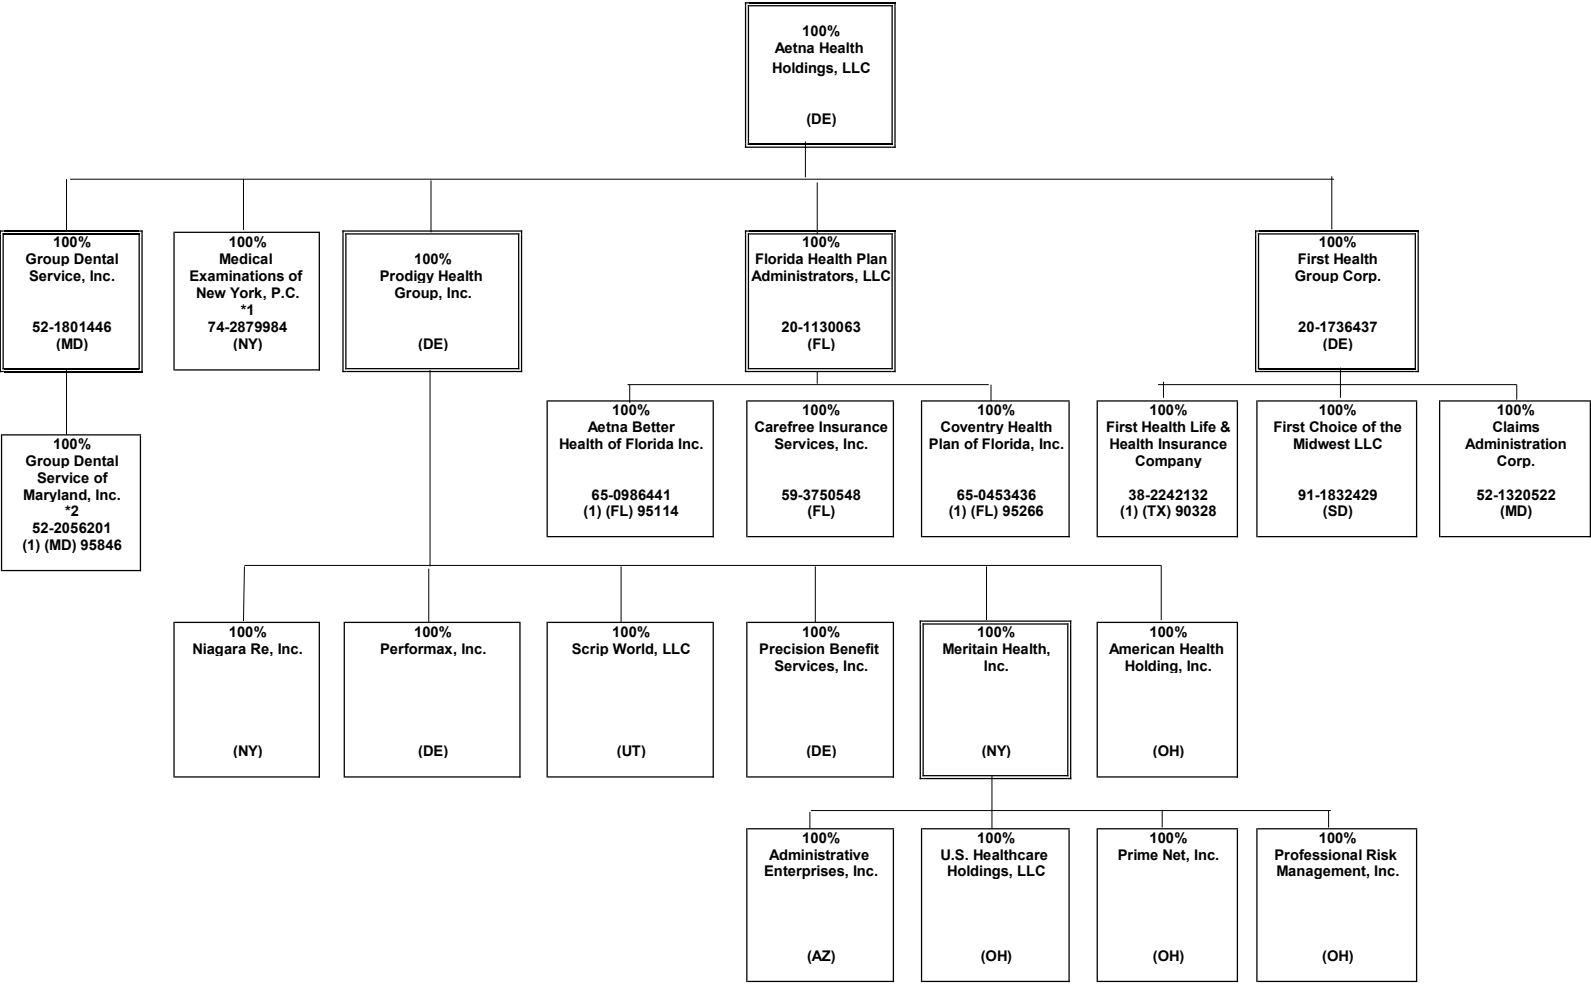 100%
Aetna Health
Holdings, LLC
(DE)
100%
Group Dental
Service, Inc.
52-1801446
(MD)
100%
Medical
Examinations of
New York, P.C.
*1
74-2879984
(NY)
100%
Prodigy Health
Group, Inc.
(DE)
100%
Florida Health Plan
Administrators, LLC
20-1130063
(FL)
100%
First Health
Group Corp.
20-1736437
(DE)
100%
Group Dental
Service of
Maryland, Inc.
*2
52-2056201
(1) (MD) 95846
100%
Aetna Better
Health of Florida Inc.
65-0986441
(1) (FL) 95114
100%
Carefree Insurance
Services, Inc.
59-3750548
(FL)
100%
Coventry Health
Plan of Florida, Inc.
65-0453436
(1) (FL) 95266
100%
First Health Life &
Health Insurance
Company
38-2242132
(1) (TX) 90328
100%
First Choice of the
Midwest LLC
91-1832429
(SD)
100%
Claims
Administration
Corp.
52-1320522
(MD)
100%
Niagara Re, Inc.
(NY)
100%
Performax, Inc.
(DE)
100%
Scrip World, LLC
(UT)
100%
Precision Benefit
Services, Inc.
(DE)
100%
Meritain Health,
Inc.
(NY)
100%
American Health
Holding, Inc.
(OH)
100%
Administrative
Enterprises, Inc.
(AZ)
100%
U.S. Healthcare
Holdings, LLC
(OH)
100%
Prime Net, Inc.
(OH)
100%
Professional Risk
Management, Inc.
(OH)